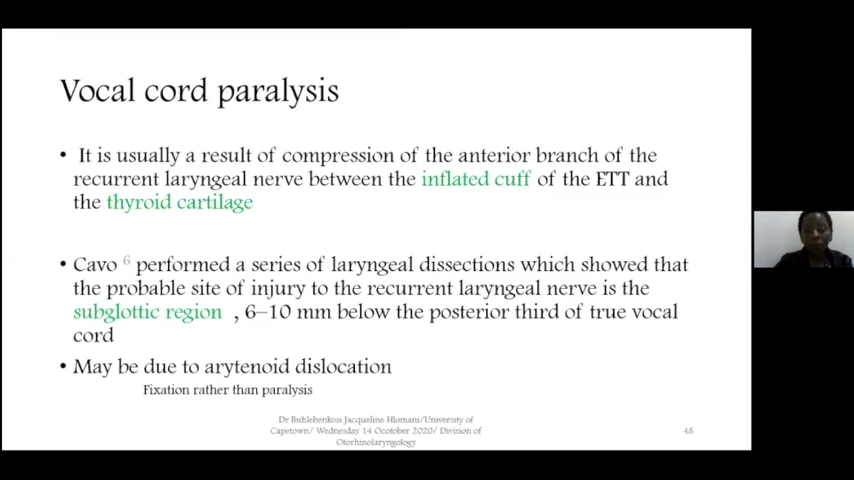 Vocal cord paralysis
• It is usually a result of compression of the anterior branch of the
recurrent laryngeal nerve between the inflated cuff of the ETT and
the thyroid cartilage
• Cavo 6 performed a series of laryngeal dissections which showed that
the probable site of injury to the recurrent laryngeal nerve is the
subglottic region , 6–10 mm below the posterior third of true vocal
cord
• May be due to arytenoid dislocation
Fixation rather than paralysis
Dr Buhlebenkosi Jacqueline Hlomani/University of
Capetown/ Wednesday 14 Ocotober 2020/ Division of
Otorhinolaryngology
48